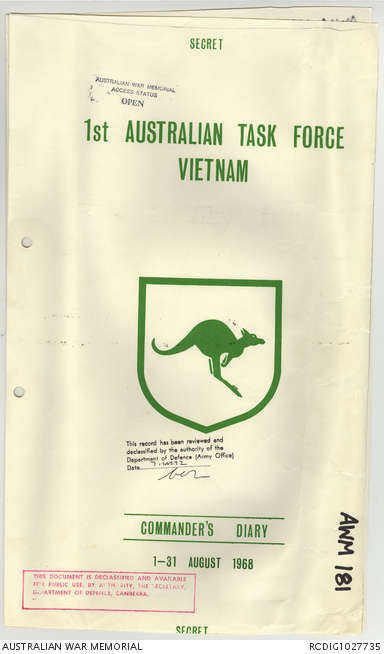 SECRET
AUSTRALIAN WAR MEMORIAL
ACCESS STATUS
OPEN
1st AUSTRALIAN TASK FORCE
VIETNAM
This record has been reviewed and
declassified by the authority of the
Department of Defence (Army Office)
Date
COMMANDER'S DIARY
1-31 AUGUST 1968
AWM 181
THIS DOCUMENT IS DECLASSIFIED AND AVAILABLE
FOR PUBLIC USE, BY AUTHORITY, THE SECRETARY,
DEPARTMENT OF DEFENCE, CANBERRA.
SECRET
AUSTRALIAN WAR MEMORIAL
RCDIG1027735